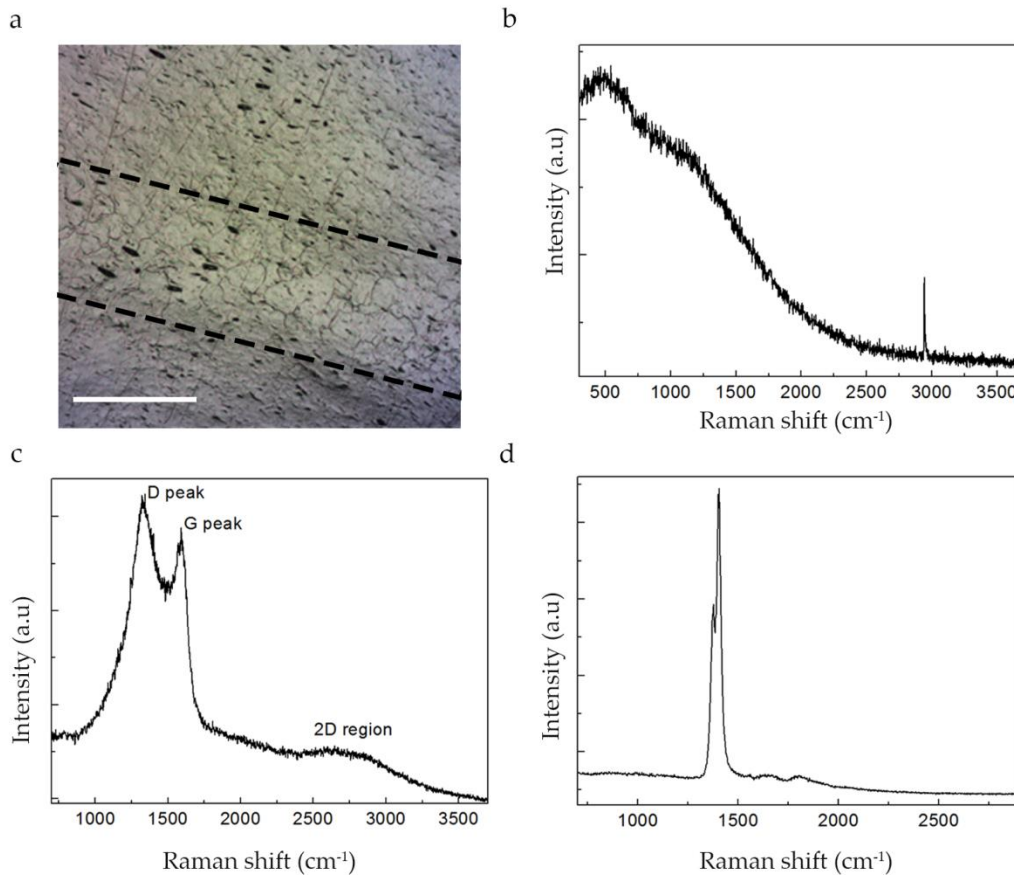 a
b
Intensity (a.u)
500 1000 1500 2000 2500 3000 3500
Raman shift (cm-1)
c
D peak
G peak
2D region
Intensity (a.u)
1000 1500 2000 2500 3000 3500
Raman shift (cm-1)
d
Intensity (a.u)
1000 1500 2000 2500
Raman shift (cm-1)